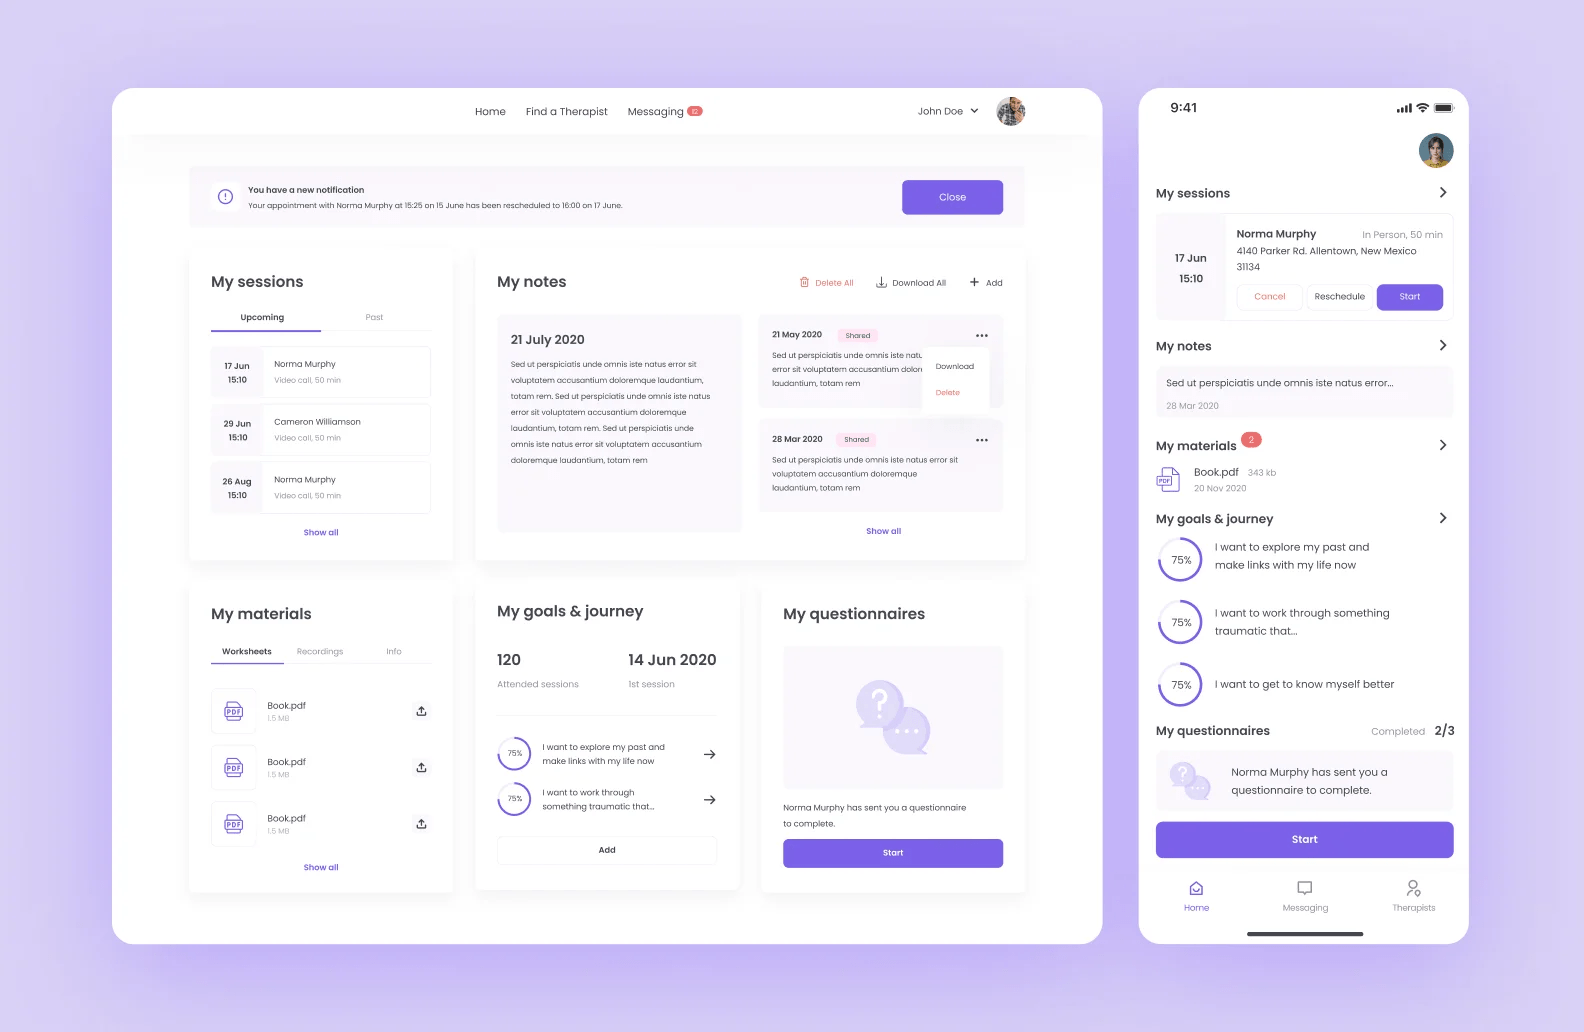 Home Find a Therapist Messaging
John Doe
You have a new notification
Your appointment with Norma Murphy at 15:25 on 15 June has been rescheduled to 16:00 on 17 June.
Close
My sessions
Upcoming Past
17 Jun
15:10
Norma Murphy
Video call, 50 min
29 Jun
15:10
Cameron Williamson
Video call, 50 min
26 Aug
15:10
Norma Murphy
Video call, 50 min
Show all
My notes
Delete All Download All Add
21 July 2020
Sed ut perspiciatis unde omnis iste natus error sit
voluptatem accusantium doloremque laudantium,
totam rem. Sed ut perspiciatis unde omnis iste natus
error sit voluptatem accusantium doloremque
laudantium, totam rem. Sed ut perspiciatis unde
omnis iste natus error sit voluptatem accusantium
doloremque laudantium, totam rem
21 May 2020 Shared
Sed ut perspiciatis unde omnis iste natu
error sit voluptatem accusantium dolore
laudantium, totam rem
Download
Delete
28 Mar 2020 Shared
Sed ut perspiciatis unde omnis iste natus error sit
voluptatem accusantium doloremque
laudantium, totam rem
Show all
My materials
Worksheets Recordings Info
PDF
Book.pdf
1.5 MB
PDF
Book.pdf
1.5 MB
PDF
Book.pdf
1.5 MB
Show all
My goals & journey
120
Attended sessions
14 Jun 2020
1st session
75%
I want to explore my past and
make links with my life now
75%
I want to work through
something traumatic that...
Add
My questionnaires
?
Norma Murphy has sent you a questionnaire
to complete.
Start
9:41
My sessions
17 Jun
15:10
Norma Murphy In Person, 50 min
4140 Parker Rd. Allentown, New Mexico
31134
Cancel Reschedule Start
My notes
Sed ut perspiciatis unde omnis iste natus error...
28 Mar 2020
My materials 2
PDF
Book.pdf 343 kb
20 Nov 2020
My goals & journey
75%
I want to explore my past and
make links with my life now
75%
I want to work through something
traumatic that...
75%
I want to get to know myself better
My questionnaires Completed 2/3
?
Norma Murphy has sent you a
questionnaire to complete.
Start
Home Messaging Therapists